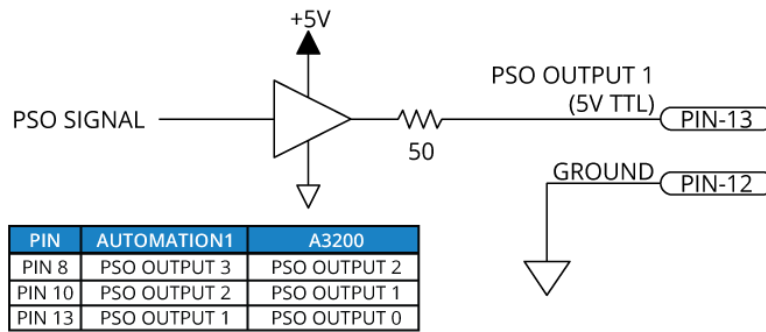 +5V
PSO OUTPUT 1
(5V TTL)
PSO SIGNAL
PIN-13
50
GROUND
PIN-12
PIN AUTOMATION1 A3200
PIN 8 PSO OUTPUT 3 PSO OUTPUT 2
PIN 10 PSO OUTPUT 2 PSO OUTPUT 1
PIN 13 PSO OUTPUT 1 PSO OUTPUT 0